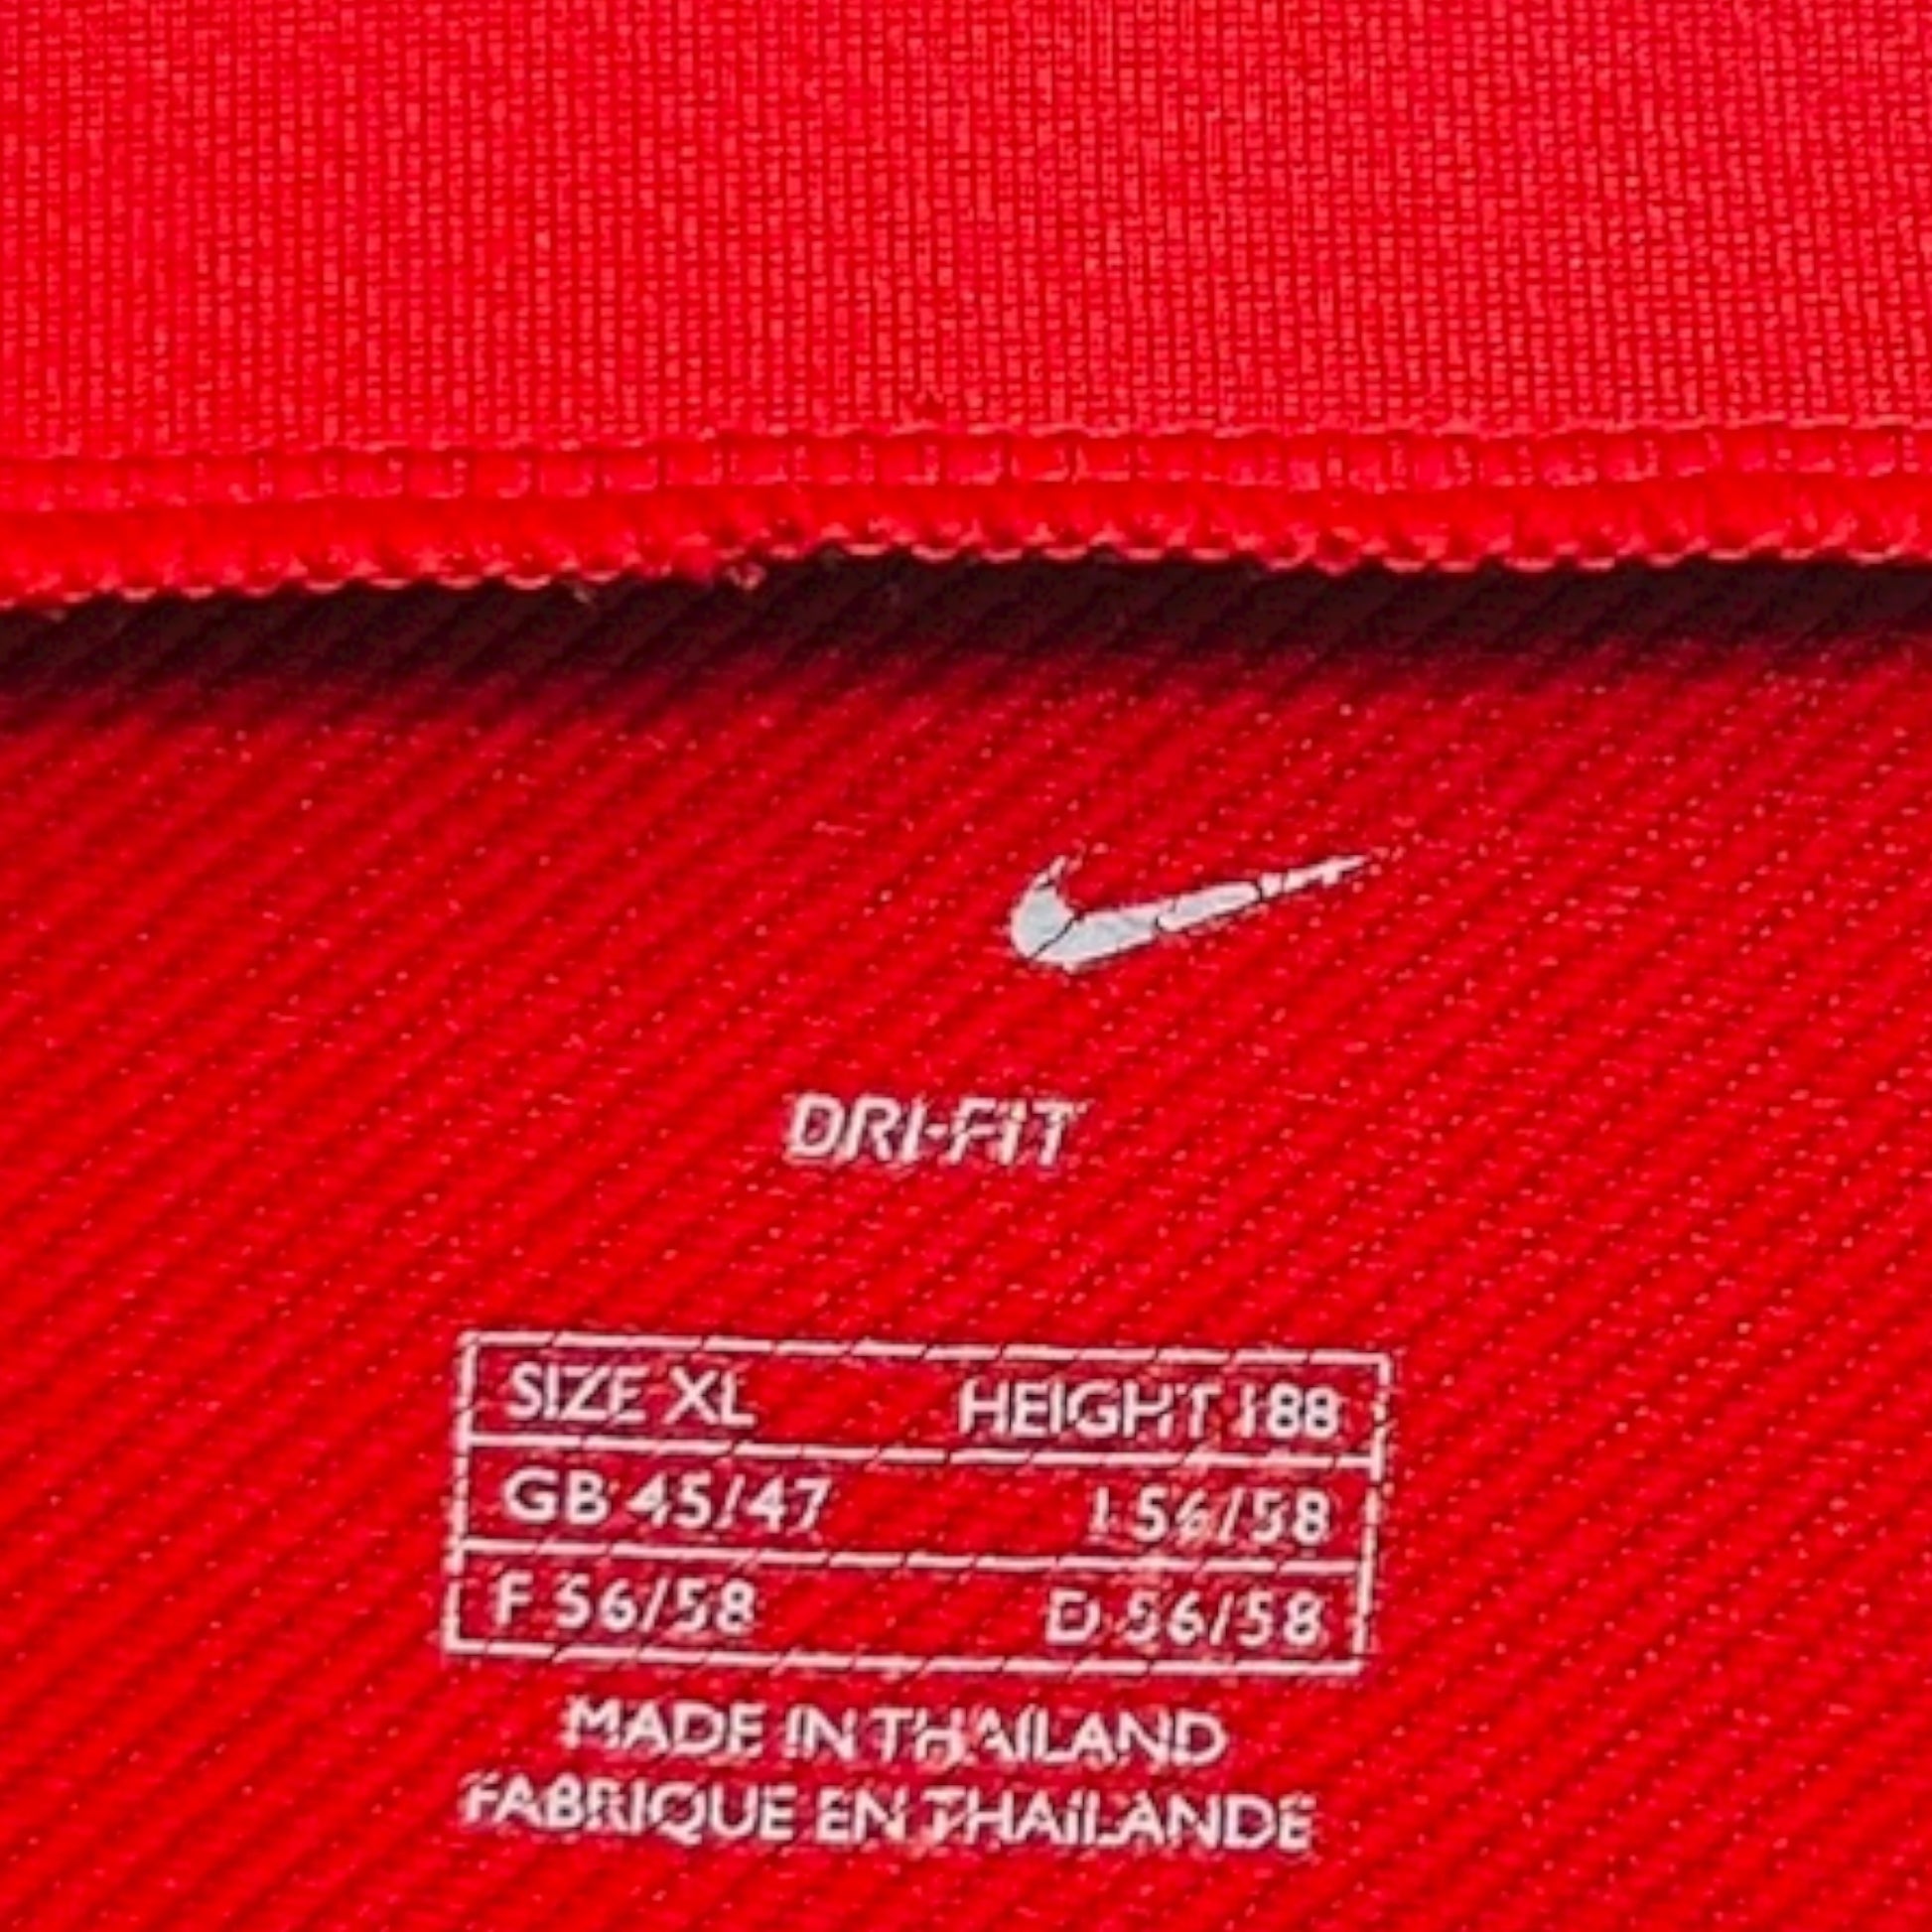 DRI-FIT
SIZE XL HEIGHT 188
GB 45/47 I 56/58
F 56/58 D 56/58
MADE IN THAILAND
FABRIQUE EN THAILANDE